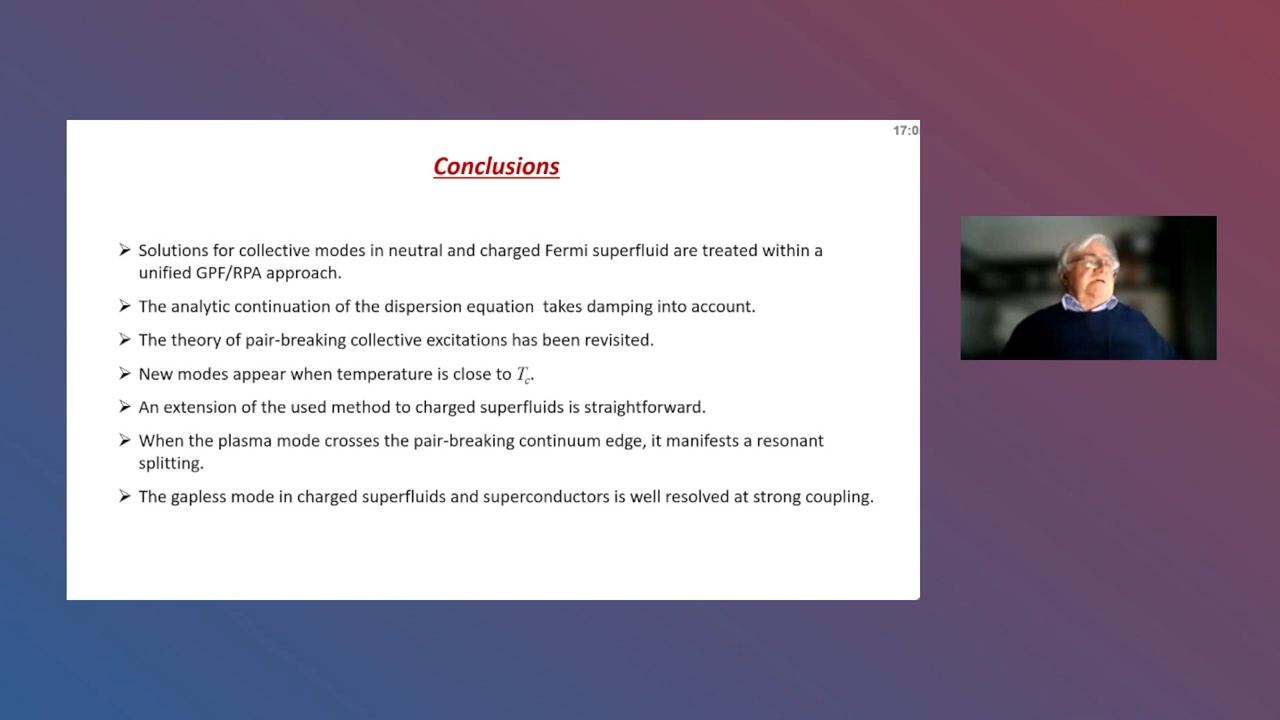 17:0
Conclusions
➢ Solutions for collective modes in neutral and charged Fermi superfluid are treated within a
unified GPF/RPA approach.
➢ The analytic continuation of the dispersion equation takes damping into account.
➢ The theory of pair-breaking collective excitations has been revisited.
➢ New modes appear when temperature is close to T_c.
➢ An extension of the used method to charged superfluids is straightforward.
➢ When the plasma mode crosses the pair-breaking continuum edge, it manifests a resonant
splitting.
➢ The gapless mode in charged superfluids and superconductors is well resolved at strong coupling.